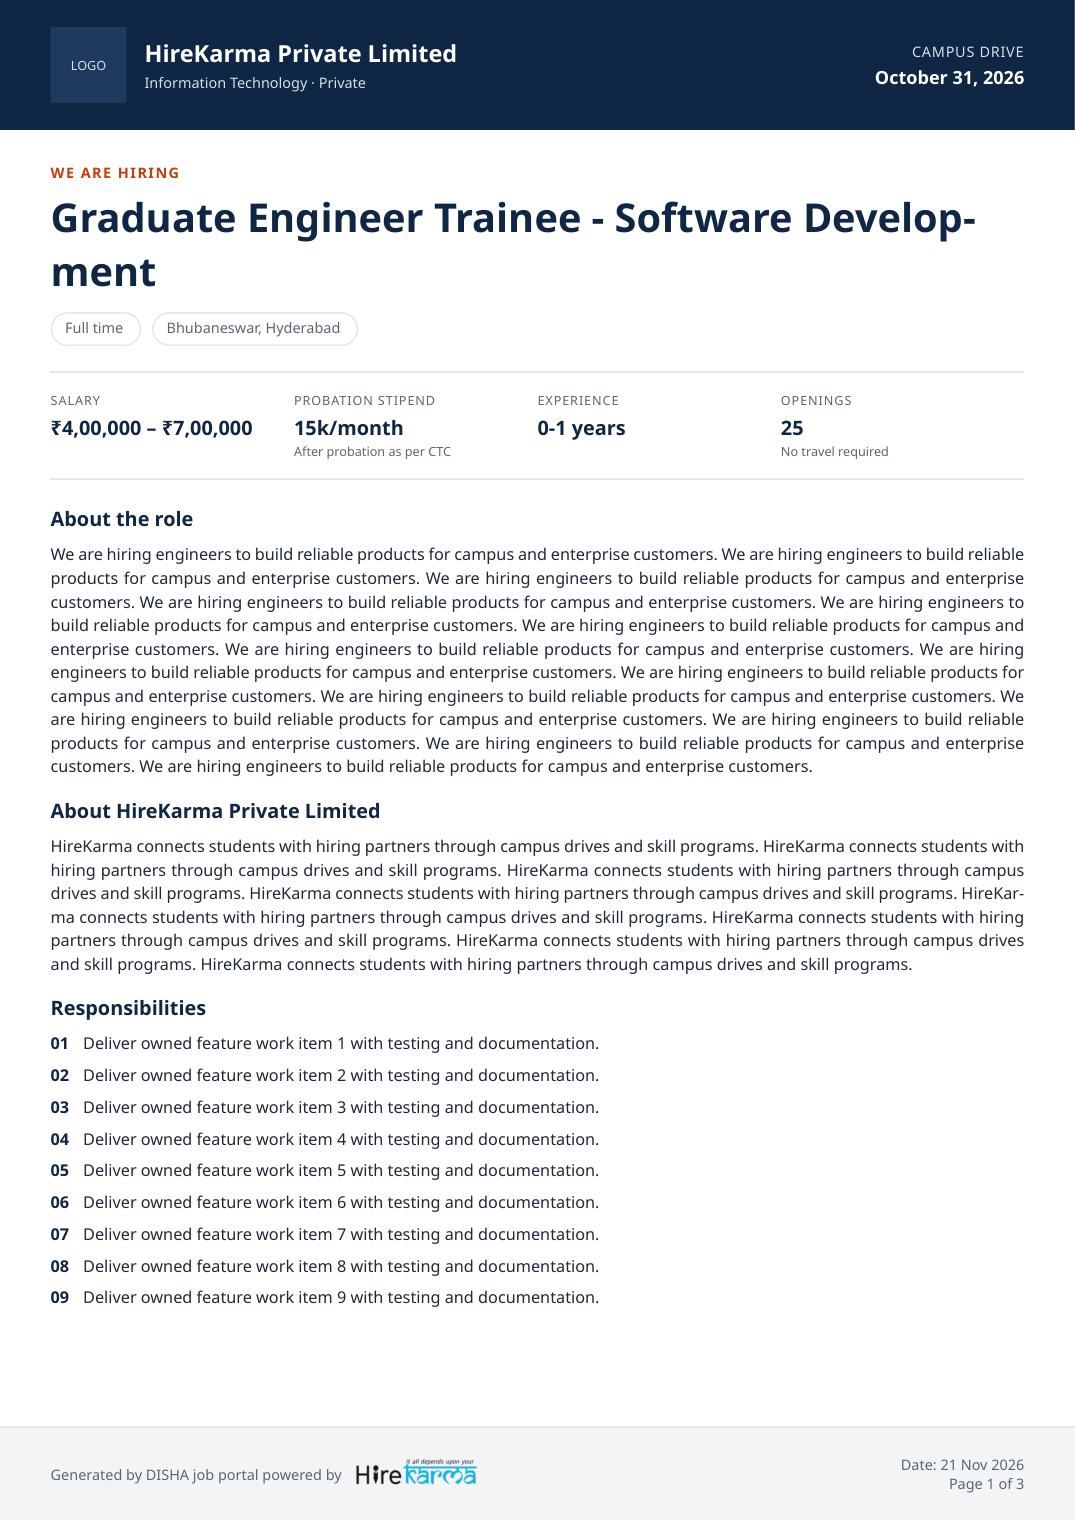 LOGO
HireKarma Private Limited
Information Technology · Private
CAMPUS DRIVE
October 31, 2026
WE ARE HIRING
Graduate Engineer Trainee - Software Develop-
ment
Full time
Bhubaneswar, Hyderabad
SALARY
₹4,00,000 – ₹7,00,000
PROBATION STIPEND
15k/month
After probation as per CTC
EXPERIENCE
0-1 years
OPENINGS
25
No travel required
About the role
We are hiring engineers to build reliable products for campus and enterprise customers. We are hiring engineers to build reliable
products for campus and enterprise customers. We are hiring engineers to build reliable products for campus and enterprise
customers. We are hiring engineers to build reliable products for campus and enterprise customers. We are hiring engineers to
build reliable products for campus and enterprise customers. We are hiring engineers to build reliable products for campus and
enterprise customers. We are hiring engineers to build reliable products for campus and enterprise customers. We are hiring
engineers to build reliable products for campus and enterprise customers. We are hiring engineers to build reliable products for
campus and enterprise customers. We are hiring engineers to build reliable products for campus and enterprise customers. We
are hiring engineers to build reliable products for campus and enterprise customers. We are hiring engineers to build reliable
products for campus and enterprise customers. We are hiring engineers to build reliable products for campus and enterprise
customers. We are hiring engineers to build reliable products for campus and enterprise customers.
About HireKarma Private Limited
HireKarma connects students with hiring partners through campus drives and skill programs. HireKarma connects students with
hiring partners through campus drives and skill programs. HireKarma connects students with hiring partners through campus
drives and skill programs. HireKarma connects students with hiring partners through campus drives and skill programs. HireKar-
ma connects students with hiring partners through campus drives and skill programs. HireKarma connects students with hiring
partners through campus drives and skill programs. HireKarma connects students with hiring partners through campus drives
and skill programs. HireKarma connects students with hiring partners through campus drives and skill programs.
Responsibilities
01 Deliver owned feature work item 1 with testing and documentation.
02 Deliver owned feature work item 2 with testing and documentation.
03 Deliver owned feature work item 3 with testing and documentation.
04 Deliver owned feature work item 4 with testing and documentation.
05 Deliver owned feature work item 5 with testing and documentation.
06 Deliver owned feature work item 6 with testing and documentation.
07 Deliver owned feature work item 7 with testing and documentation.
08 Deliver owned feature work item 8 with testing and documentation.
09 Deliver owned feature work item 9 with testing and documentation.
Generated by DISHA job portal powered by
it all depends upon your
Hire karma
Date: 21 Nov 2026
Page 1 of 3